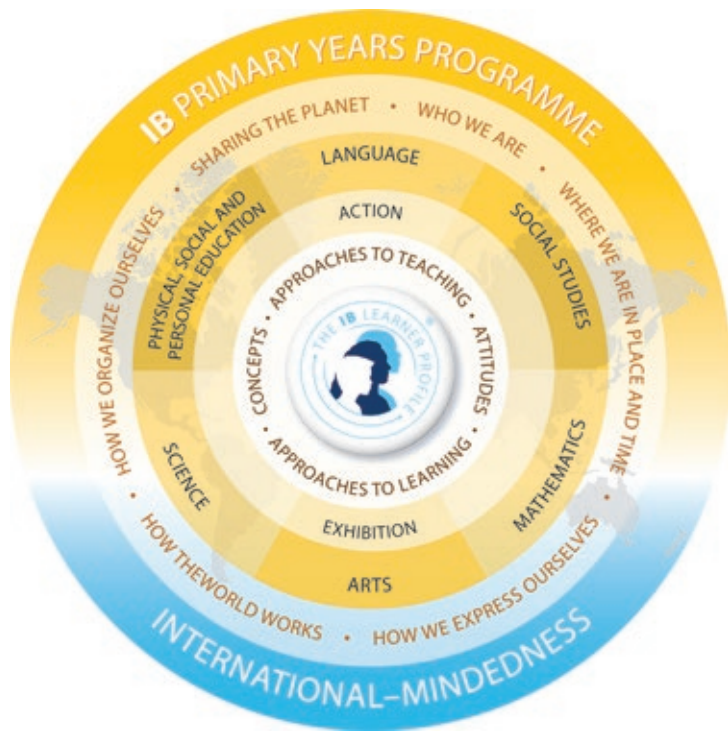 IB PRIMARY YEARS PROGRAMME
SHARING THE PLANET • WHO WE ARE • WHERE WE ARE IN PLACE AND TIME • HOW WE EXPRESS OURSELVES • HOW THEWORLD WORKS • HOW WE ORGANIZE OURSELVES •
LANGUAGE
SOCIAL STUDIES
MATHEMATICS
ARTS
SCIENCE
PHYSICAL, SOCIAL AND
PERSONAL EDUCATION
ACTION
EXHIBITION
APPROACHES TO TEACHING • ATTITUDES • APPROACHES TO LEARNING • CONCEPTS •
THE IB LEARNER PROFILE
INTERNATIONAL–MINDEDNESS